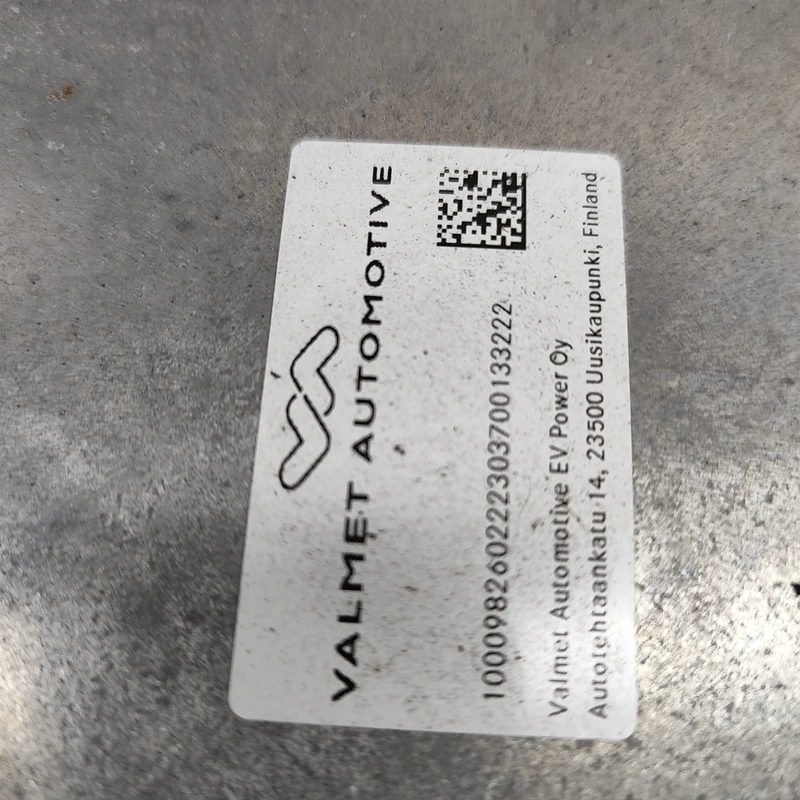 VALMET AUTOMOTIVE
1000982602222303700133222
Valmet Automotive EV Power Oy
Autotehtaankatu 14, 23500 Uusikaupunki, Finland